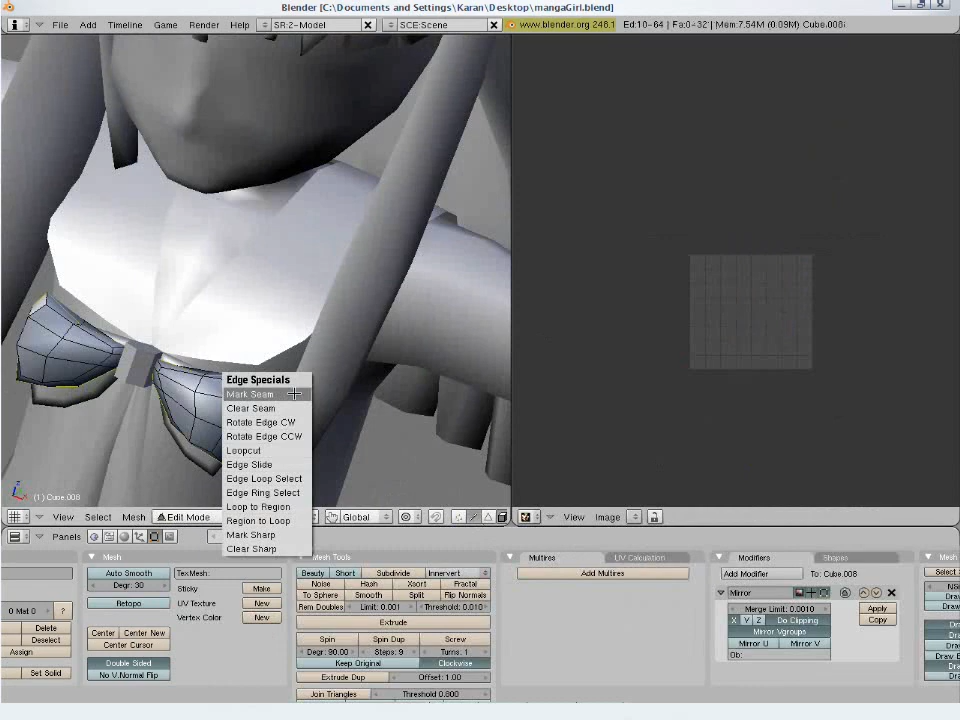 Blender [C:\Documents and Settings\Karan\Desktop\mangaGirl.blend]
File Add Timeline Game Render Help SR:2-Model SCE:Scene www.blender.org 248.1 Ed:10-64 | Fa:0-32 | Mem:7.54M (0.09M) Cube.008
Edge Specials
Mark Seam
Clear Seam
Rotate Edge CW
Rotate Edge CCW
Loopcut
Edge Slide
Edge Loop Select
Edge Ring Select
Loop to Region
Region to Loop
Mark Sharp
Clear Sharp
z
(1) Cube.008
View Select Mesh Edit Mode Global View Image
Panels
Mesh Mesh Tools Multires UV Calculation Modifiers Shapes Mesh
Auto Smooth
Degr: 30
Retopo
Center Center New
Center Cursor
Double Sided
No V.Normal Flip
TexMesh:
Sticky Make
UV Texture New
Vertex Color New
0 Mat 0 ?
Delete
Deselect
Assign
Set Solid
Beauty Short Subdivide Innervert
Noise Hash Xsort Fractal
To Sphere Smooth Split Flip Normals
Rem Doubles Limit: 0.001 Threshold: 0.010
Extrude
Spin Spin Dup Screw
Degr: 90.00 Steps: 9 Turns: 1
Keep Original Clockwise
Extrude Dup Offset: 1.00
Join Triangles Threshold 0.800
Add Multires
Add Modifier To: Cube.008
Mirror
Merge Limit: 0.0010
X Y Z Do Clipping
Mirror Vgroups
Mirror U Mirror V
Ob:
Apply
Copy
Select